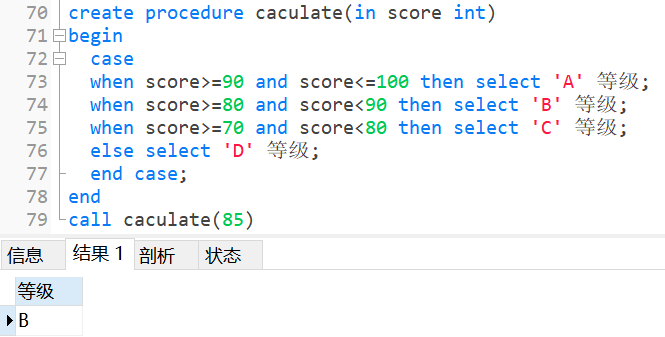 70 create procedure caculate(in score int)
71 begin
72 case
73 when score>=90 and score<=100 then select 'A' 等级;
74 when score>=80 and score<90 then select 'B' 等级;
75 when score>=70 and score<80 then select 'C' 等级;
76 else select 'D' 等级;
77 end case;
78 end
79 call caculate(85)
信息 结果 1 剖析 状态
等级
B